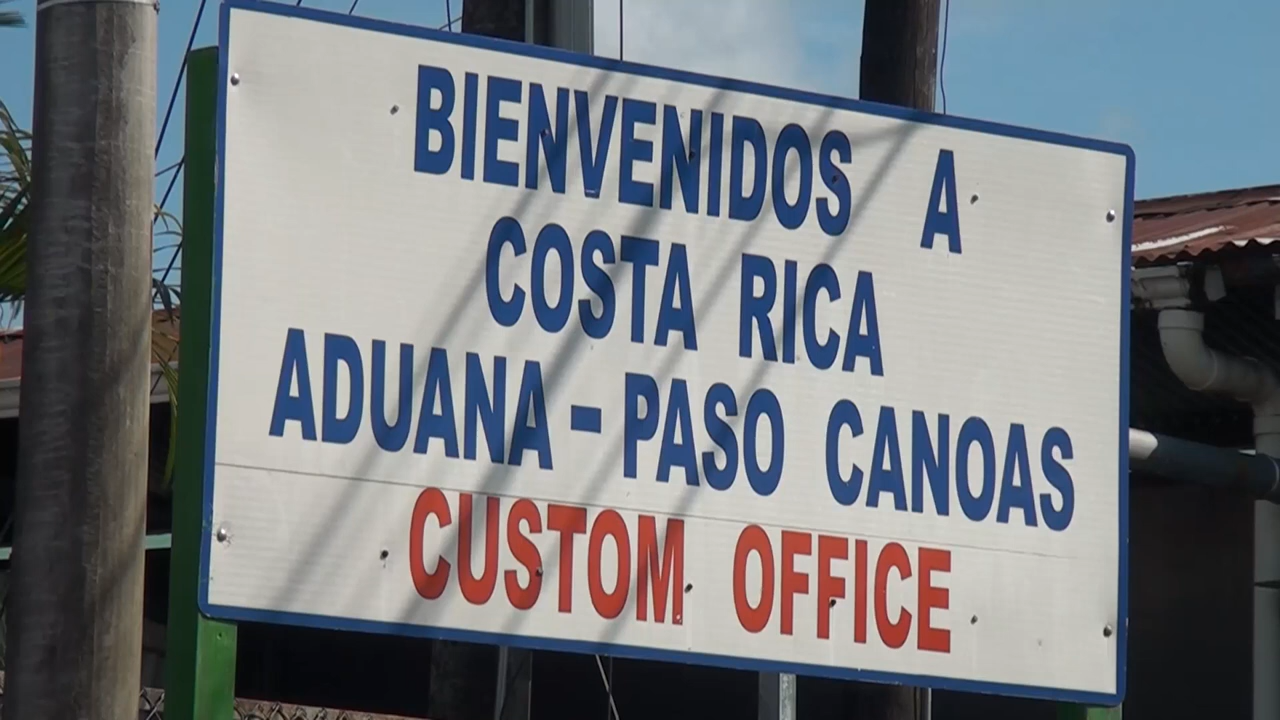 BIENVENIDOS A
COSTA RICA
ADUANA - PASO CANOAS
CUSTOM OFFICE